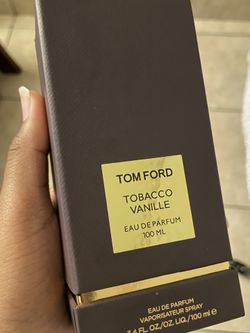 TOM FORD
TOBACCO
VANILLE
EAU DE PARFUM
100 ML
EAU DE PARFUM
VAPORISATEUR SPRAY
3.4 FL. OZ./OZ. LIQ./100 ml ℮